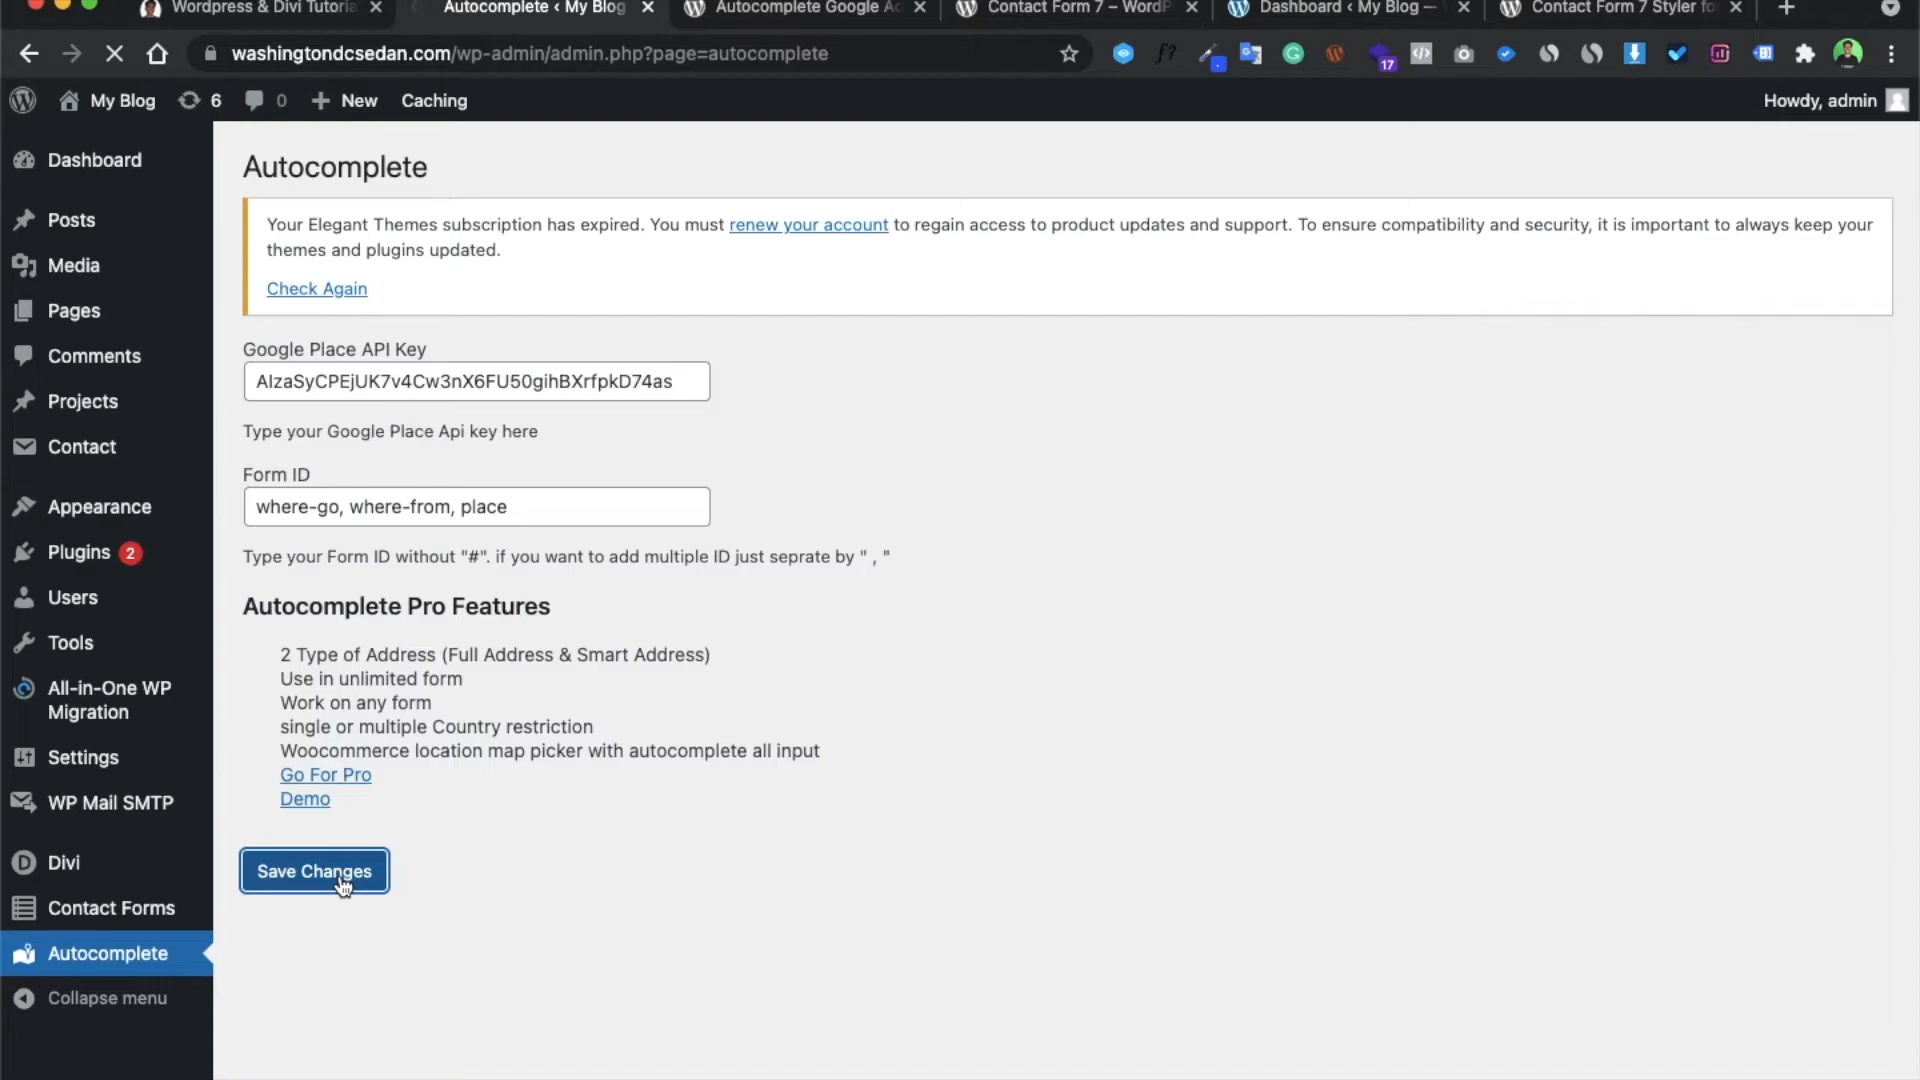 Wordpress & Divi Tutoria
Autocomplete ‹ My Blog
Autocomplete Google Ad
Contact Form 7 – WordP
Dashboard ‹ My Blog —
Contact Form 7 Styler fo
washingtondcsedan.com/wp-admin/admin.php?page=autocomplete
17
My Blog 6 0 New Caching
Howdy, admin
Dashboard
Posts
Media
Pages
Comments
Projects
Contact
Appearance
Plugins 2
Users
Tools
All-in-One WP
Migration
Settings
WP Mail SMTP
Divi
Contact Forms
Autocomplete
Collapse menu
Autocomplete
Your Elegant Themes subscription has expired. You must renew your account to regain access to product updates and support. To ensure compatibility and security, it is important to always keep your
themes and plugins updated.
Check Again
Google Place API Key
AIzaSyCPEjUK7v4Cw3nX6FU50gihBXrfpkD74as
Type your Google Place Api key here
Form ID
where-go, where-from, place
Type your Form ID without "#". if you want to add multiple ID just seprate by " , "
Autocomplete Pro Features
2 Type of Address (Full Address & Smart Address)
Use in unlimited form
Work on any form
single or multiple Country restriction
Woocommerce location map picker with autocomplete all input
Go For Pro
Demo
Save Changes